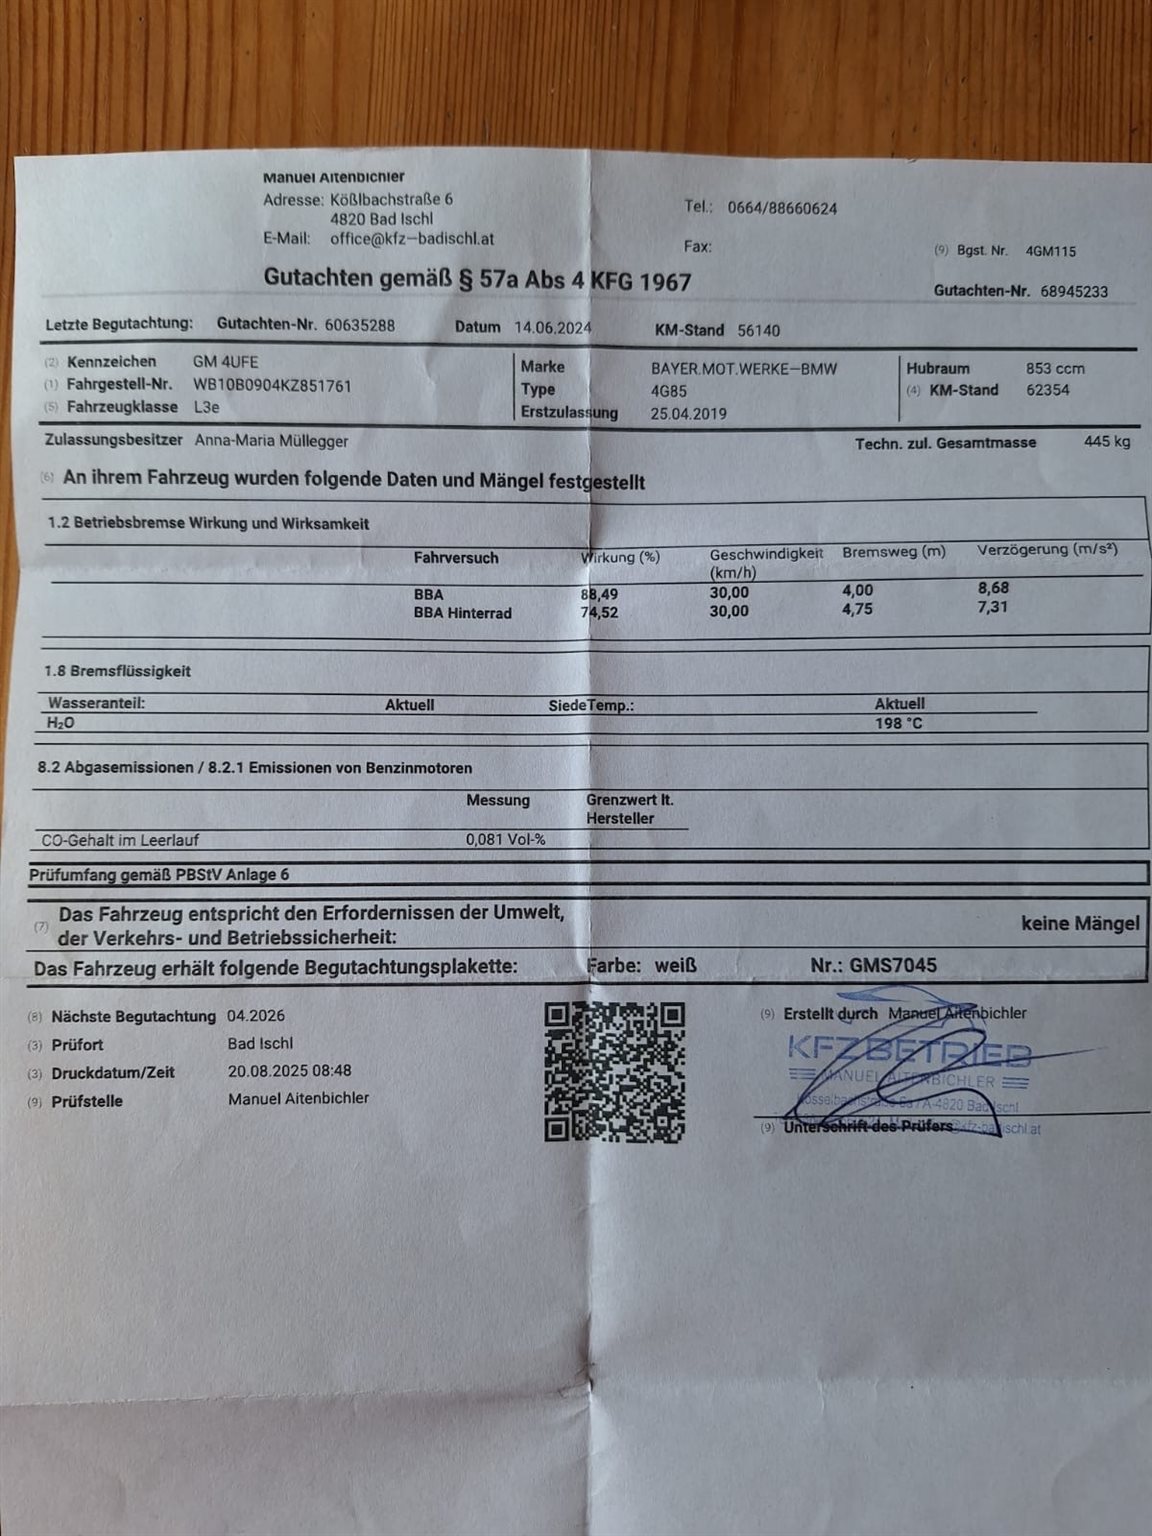 Manuel Aitenbichler
Adresse: Kößlbachstraße 6
4820 Bad Ischl
E-Mail: office@kfz-badischl.at
Tel.: 0664/88660624
Fax:
(9) Bgst. Nr. 4GM115
Gutachten gemäß § 57a Abs 4 KFG 1967
Gutachten-Nr. 68945233
Letzte Begutachtung: Gutachten-Nr. 60635288 Datum 14.06.2024 KM-Stand 56140
(2) Kennzeichen GM 4UFE
(1) Fahrgestell-Nr. WB10B0904KZ851761
(5) Fahrzeugklasse L3e
Marke BAYER.MOT.WERKE-BMW
Type 4G85
Erstzulassung 25.04.2019
Hubraum 853 ccm
(4) KM-Stand 62354
Zulassungsbesitzer Anna-Maria Müllegger Techn. zul. Gesamtmasse 445 kg
(6) An ihrem Fahrzeug wurden folgende Daten und Mängel festgestellt
1.2 Betriebsbremse Wirkung und Wirksamkeit
Fahrversuch Wirkung (%) Geschwindigkeit (km/h) Bremsweg (m) Verzögerung (m/s²)
BBA 88,49 30,00 4,00 8,68
BBA Hinterrad 74,52 30,00 4,75 7,31
1.8 Bremsflüssigkeit
Wasseranteil: Aktuell SiedeTemp.: Aktuell
H₂O 198 °C
8.2 Abgasemissionen / 8.2.1 Emissionen von Benzinmotoren
Messung Grenzwert lt. Hersteller
CO-Gehalt im Leerlauf 0,081 Vol-%
Prüfumfang gemäß PBStV Anlage 6
(7) Das Fahrzeug entspricht den Erfordernissen der Umwelt,
der Verkehrs- und Betriebssicherheit: keine Mängel
Das Fahrzeug erhält folgende Begutachtungsplakette: Farbe: weiß Nr.: GMS7045
(8) Nächste Begutachtung 04.2026
(3) Prüfort Bad Ischl
(3) Druckdatum/Zeit 20.08.2025 08:48
(9) Prüfstelle Manuel Aitenbichler
(9) Erstellt durch Manuel Aitenbichler
KFZ BETRIEB
MANUEL AITENBICHLER
A-4820 Bad Ischl
(9) Unterschrift des Prüfers